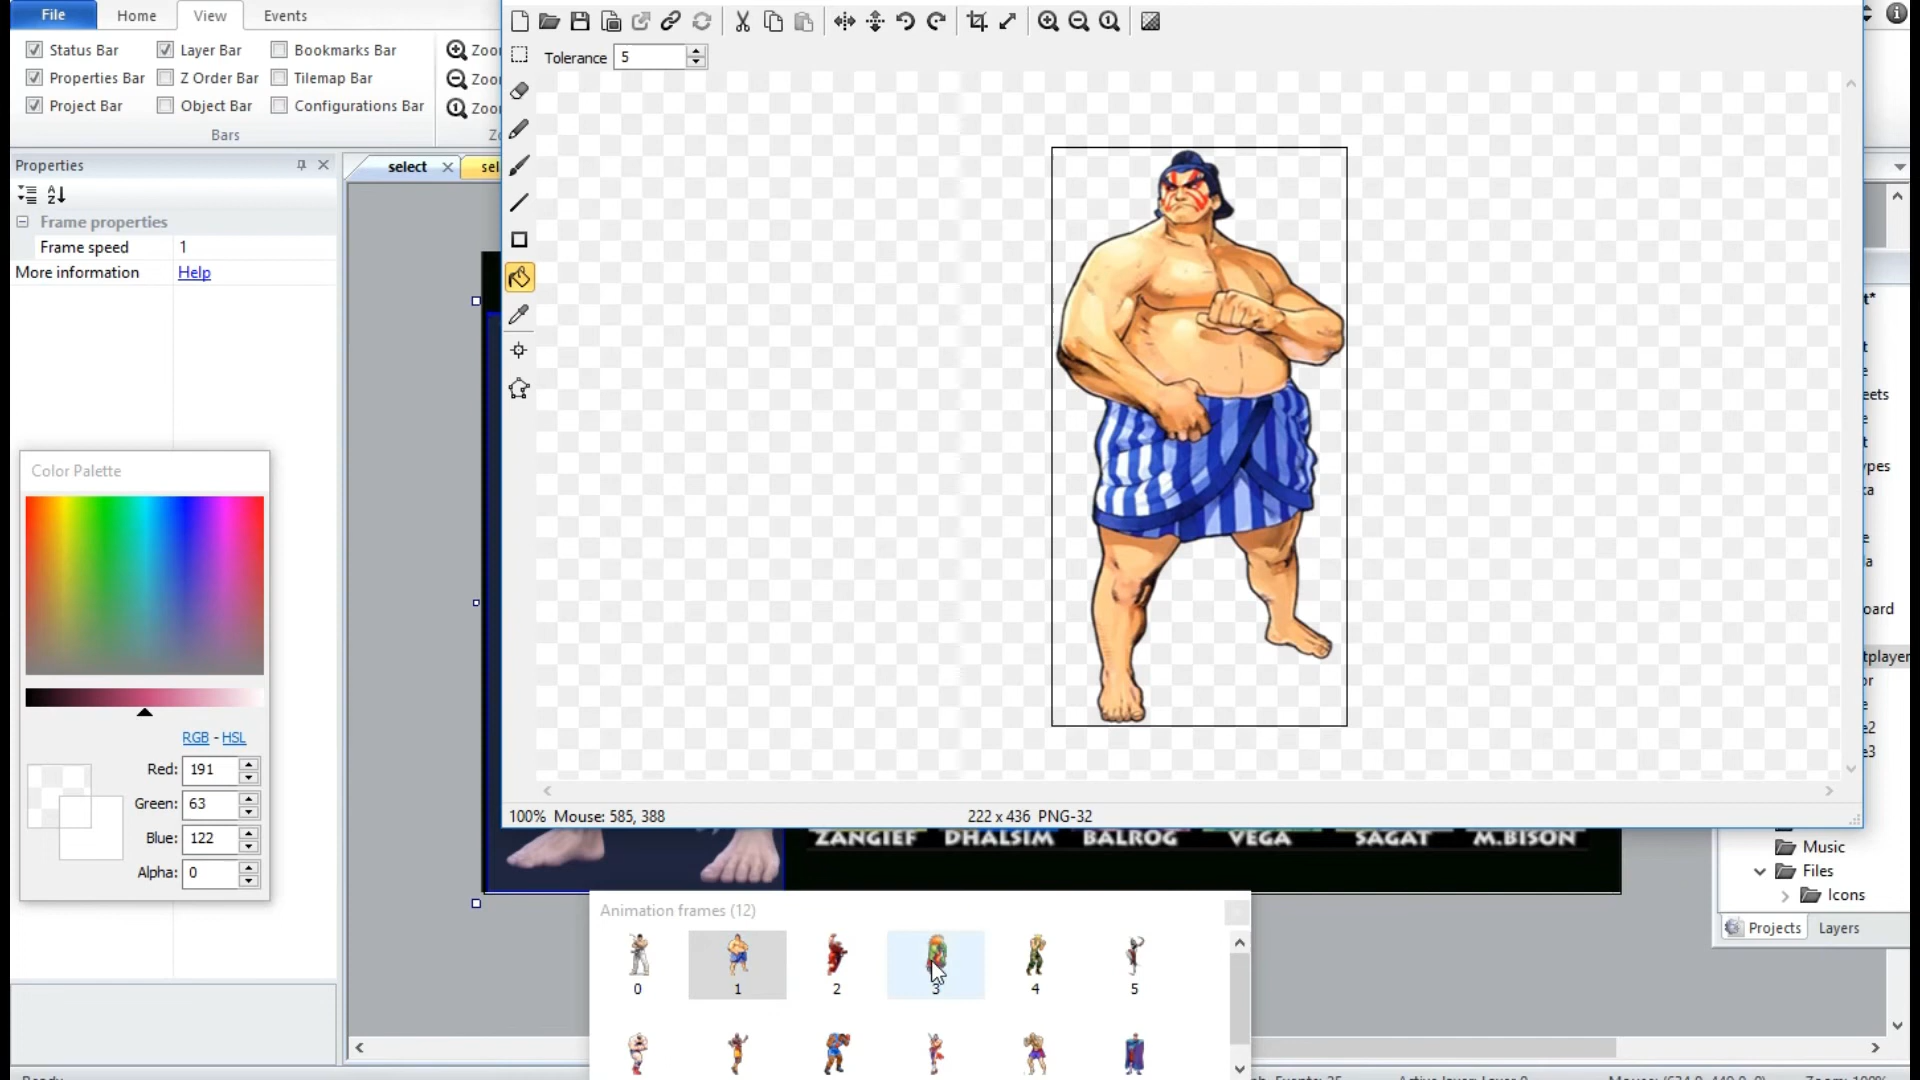 File Home View Events
Status Bar Layer Bar Bookmarks Bar
Properties Bar Z Order Bar Tilemap Bar
Project Bar Object Bar Configurations Bar
Bars
Tolerance 5
Properties
select
Frame properties
Frame speed 1
More information Help
Color Palette
RGB - HSL
Red: 191
Green: 63
Blue: 122
Alpha: 0
100% Mouse: 585, 388 222 x 436 PNG-32
ZANGIEF DHALSIM BALROG VEGA SAGAT M.BISON
Music
Files
Icons
Projects Layers
Animation frames (12)
0 1 2 3 4 5